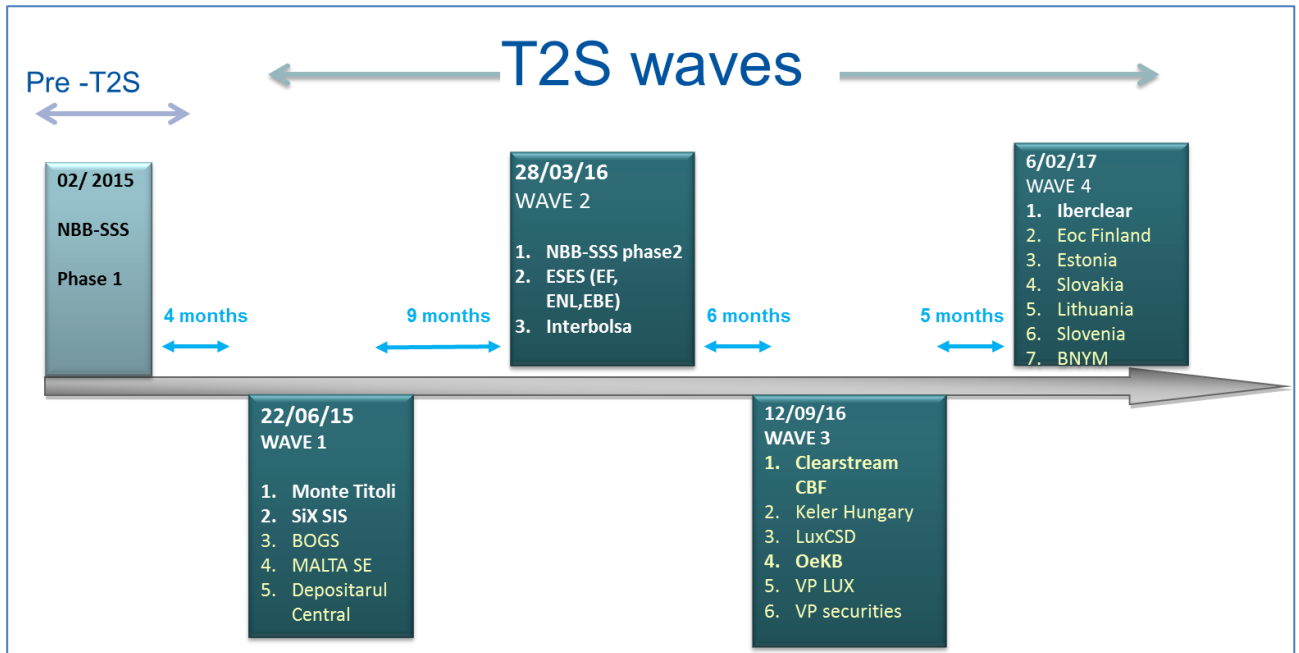 T2S waves
Pre -T2S
02/ 2015
NBB-SSS
Phase 1
4 months
22/06/15
WAVE 1
1. Monte Titoli
2. SiX SIS
3. BOGS
4. MALTA SE
5. Depositarul
Central
9 months
28/03/16
WAVE 2
1. NBB-SSS phase2
2. ESES (EF,
ENL,EBE)
3. Interbolsa
6 months
12/09/16
WAVE 3
1. Clearstream
CBF
2. Keler Hungary
3. LuxCSD
4. OeKB
5. VP LUX
6. VP securities
5 months
6/02/17
WAVE 4
1. Iberclear
2. Eoc Finland
3. Estonia
4. Slovakia
5. Lithuania
6. Slovenia
7. BNYM